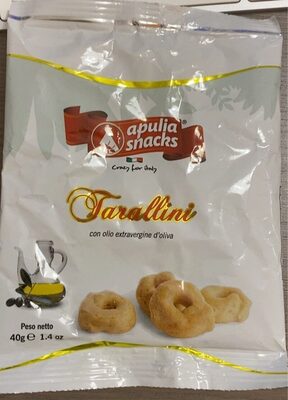 apulia
snacks
Crazy for italy
Tarallini
con olio extravergine d'oliva
Peso netto
40g e 1.4 oz